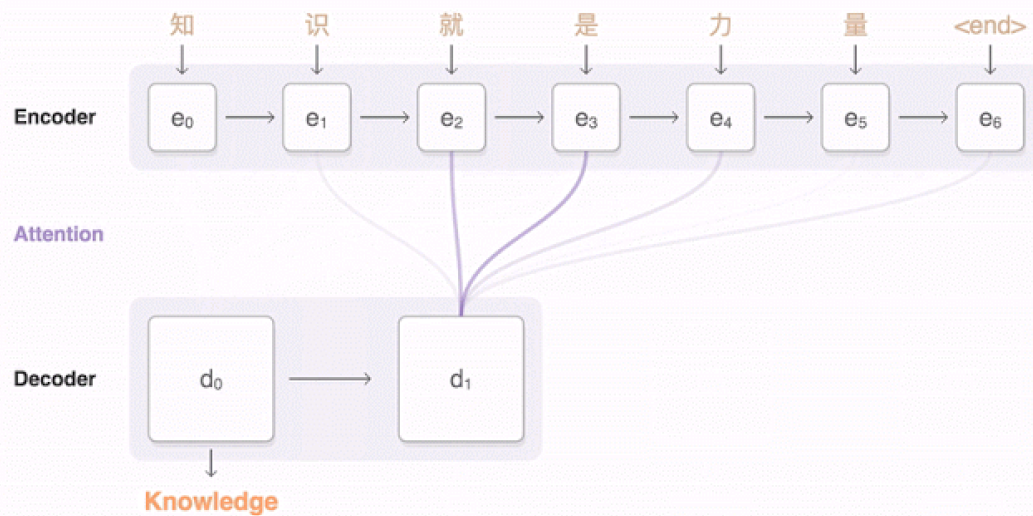 知 识 就 是 力 量 <end>
Encoder e₀ e₁ e₂ e₃ e₄ e₅ e₆
Attention
Decoder d₀ d₁
Knowledge